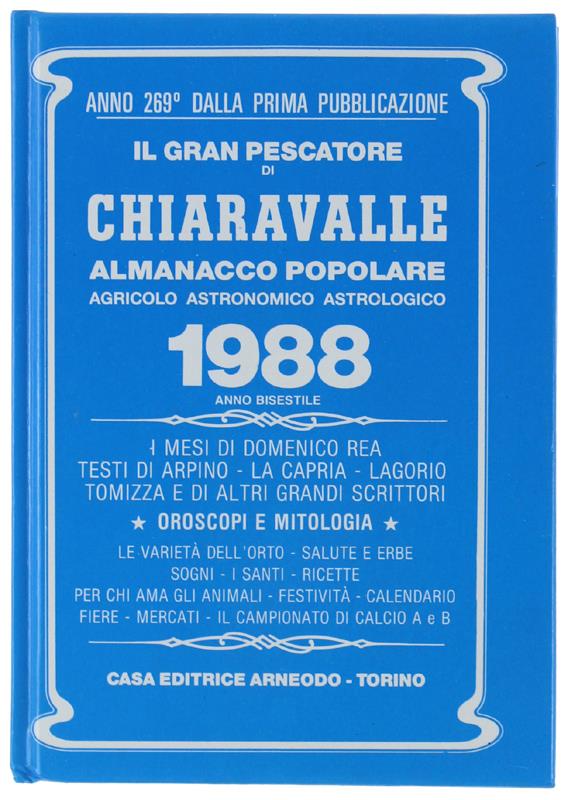 ANNO 269º DALLA PRIMA PUBBLICAZIONE
IL GRAN PESCATORE
DI
CHIARAVALLE
ALMANACCO POPOLARE
AGRICOLO ASTRONOMICO ASTROLOGICO
1988
ANNO BISESTILE
I MESI DI DOMENICO REA
TESTI DI ARPINO - LA CAPRIA - LAGORIO
TOMIZZA E DI ALTRI GRANDI SCRITTORI
★ OROSCOPI E MITOLOGIA ★
LE VARIETÀ DELL'ORTO - SALUTE E ERBE
SOGNI - I SANTI - RICETTE
PER CHI AMA GLI ANIMALI - FESTIVITÀ - CALENDARIO
FIERE - MERCATI - IL CAMPIONATO DI CALCIO A e B
CASA EDITRICE ARNEODO - TORINO